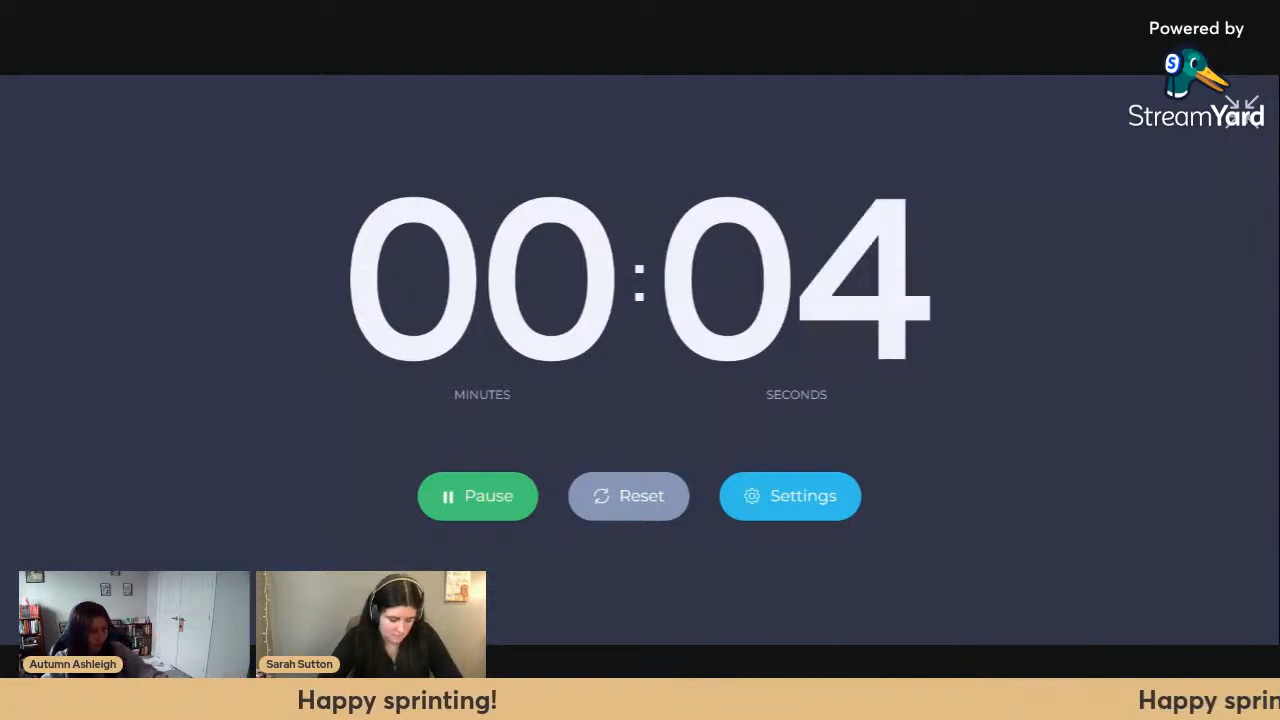 Powered by
S
StreamYard
00:04
MINUTES
SECONDS
Pause
Reset
Settings
Autumn Ashleigh
Sarah Sutton
Happy sprinting!
Happy sprin